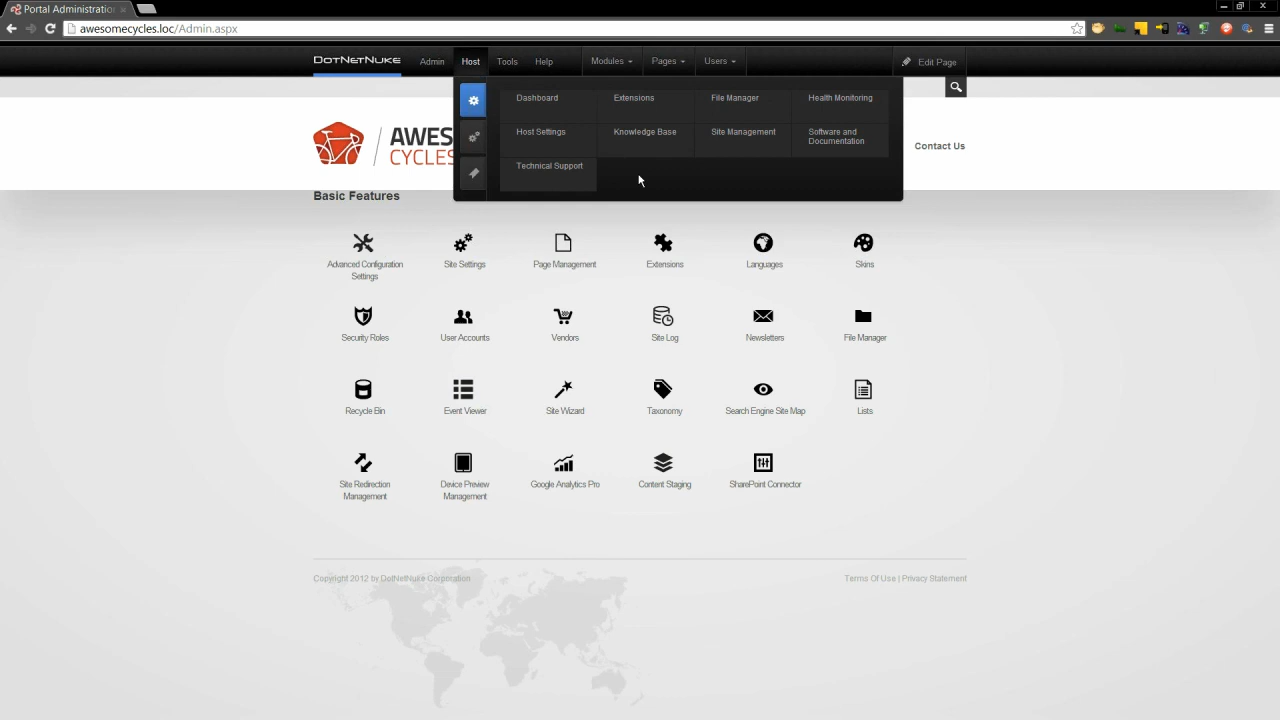 Portal Administratio
awesomecycles.loc/Admin.aspx
DOTNETNUKE Admin Host Tools Help Modules Pages Users Edit Page
Dashboard Extensions File Manager Health Monitoring
Host Settings Knowledge Base Site Management Software and
Documentation
Technical Support
AWES
CYCLES
Contact Us
Basic Features
Advanced Configuration
Settings
Site Settings
Page Management
Extensions
Languages
Skins
Security Roles
User Accounts
Vendors
Site Log
Newsletters
File Manager
Recycle Bin
Event Viewer
Site Wizard
Taxonomy
Search Engine Site Map
Lists
Site Redirection
Management
Device Preview
Management
Google Analytics Pro
Content Staging
SharePoint Connector
Copyright 2012 by DotNetNuke Corporation
Terms Of Use | Privacy Statement